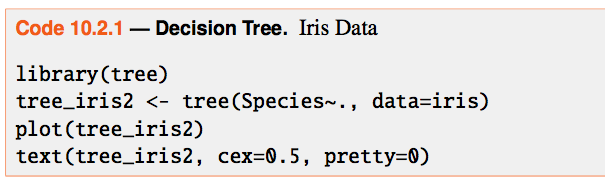 Code 10.2.1 — Decision Tree. Iris Data
library(tree)
tree_iris2 <- tree(Species~., data=iris)
plot(tree_iris2)
text(tree_iris2, cex=0.5, pretty=0)